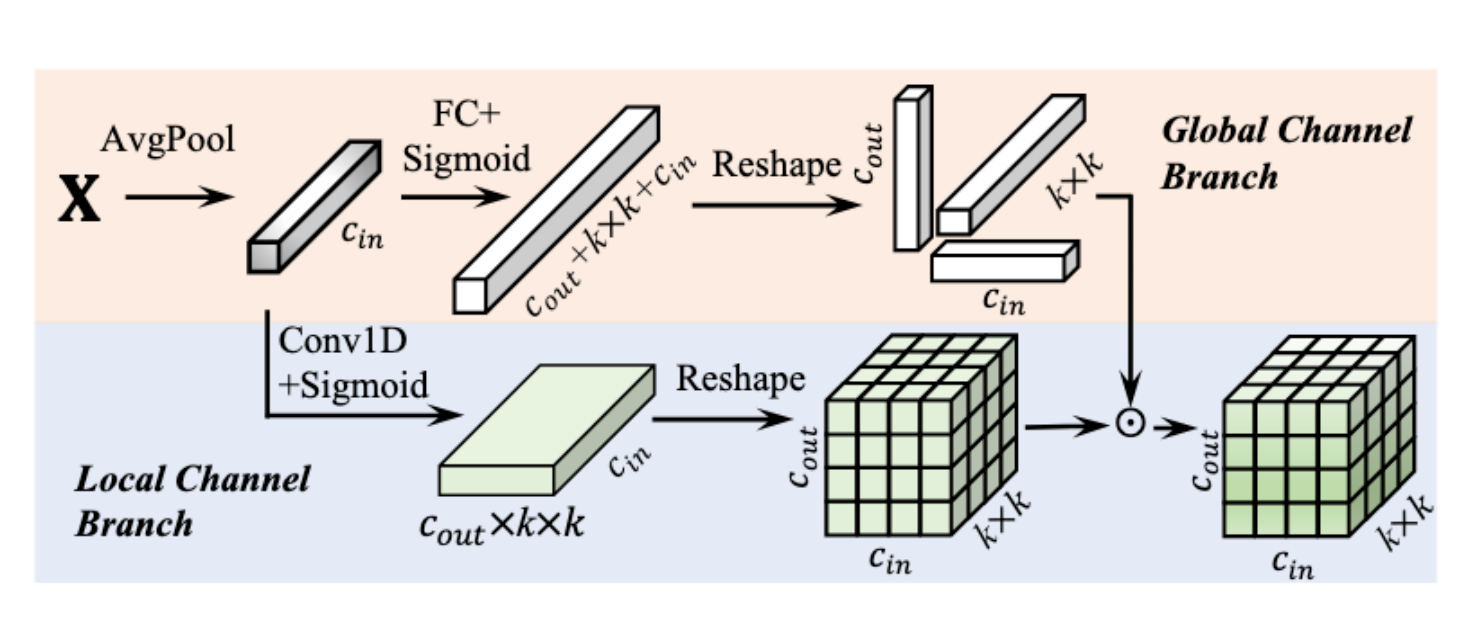 AvgPool
X
c_in
FC+
Sigmoid
c_out+k×k+c_in
Reshape
c_out
k×k
c_in
Global Channel
Branch
Conv1D
+Sigmoid
Local Channel
Branch
c_in
c_out×k×k
Reshape
c_out
c_in
k×k
c_out
c_in
k×k